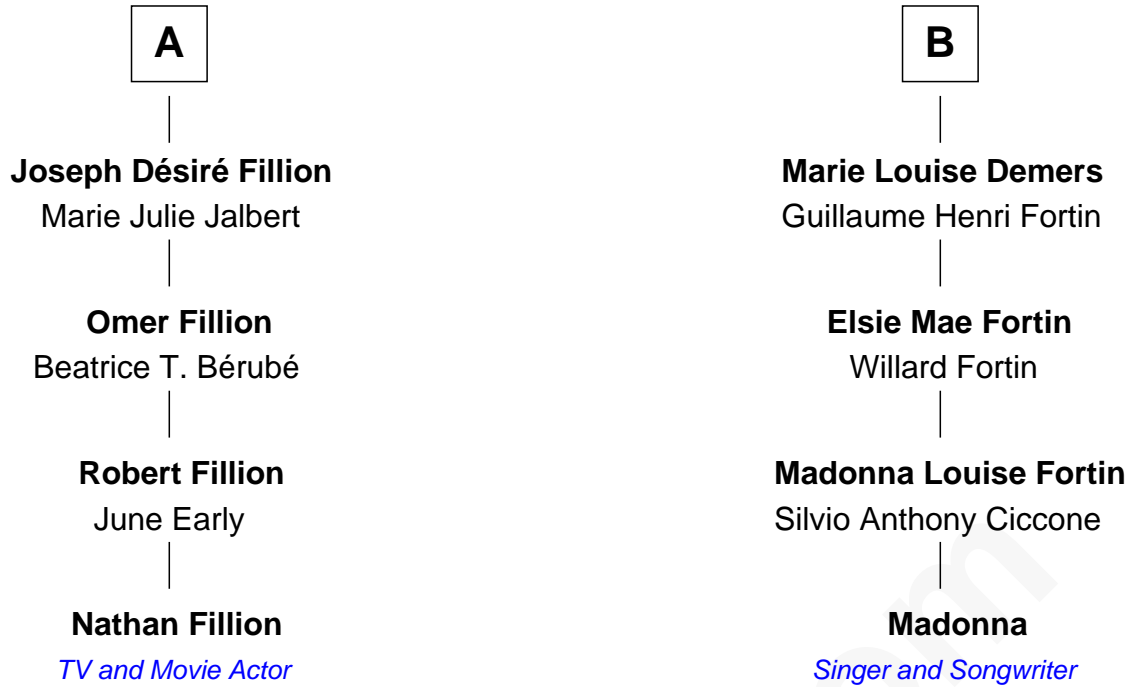 A
Joseph Désiré Fillion
Marie Julie Jalbert
Omer Fillion
Beatrice T. Bérubé
Robert Fillion
June Early
Nathan Fillion
TV and Movie Actor
B
Marie Louise Demers
Guillaume Henri Fortin
Elsie Mae Fortin
Willard Fortin
Madonna Louise Fortin
Silvio Anthony Ciccone
Madonna
Singer and Songwriter